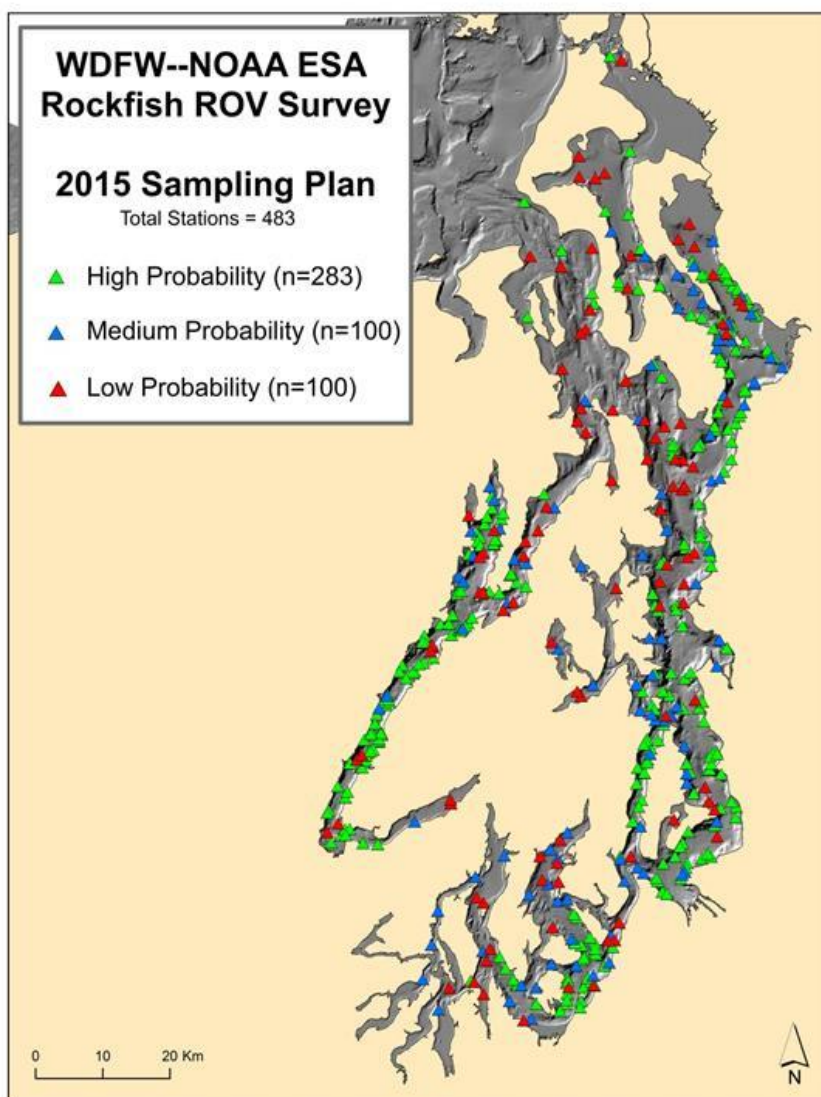 WDFW--NOAA ESA
Rockfish ROV Survey
2015 Sampling Plan
Total Stations = 483
High Probability (n=283)
Medium Probability (n=100)
Low Probability (n=100)
0 10 20 Km
N